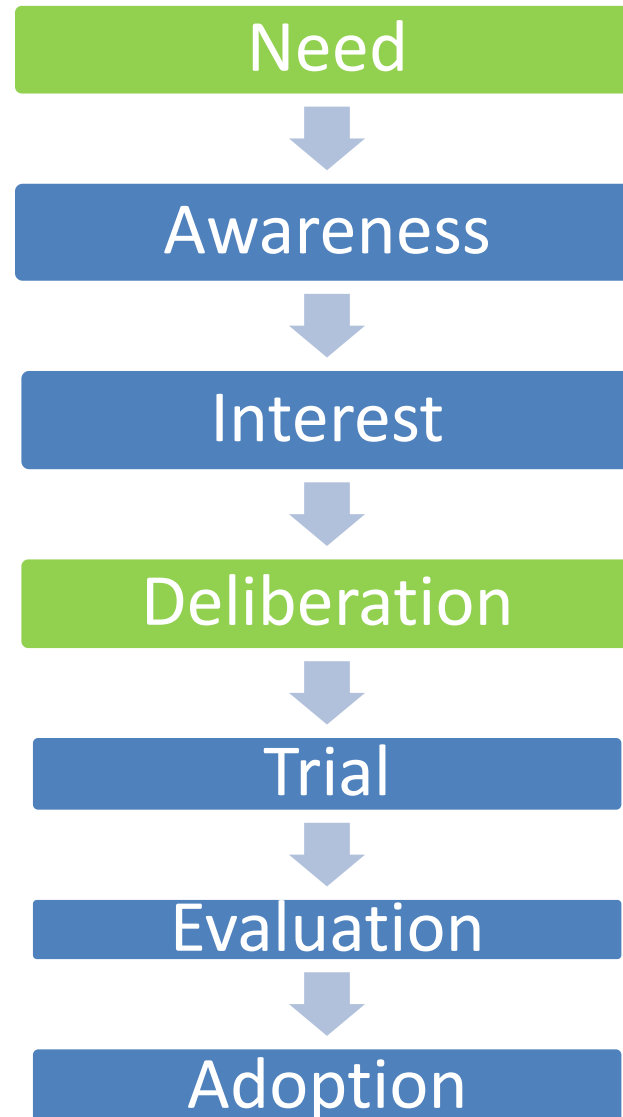 Need
Awareness
Interest
Deliberation
Trial
Evaluation
Adoption